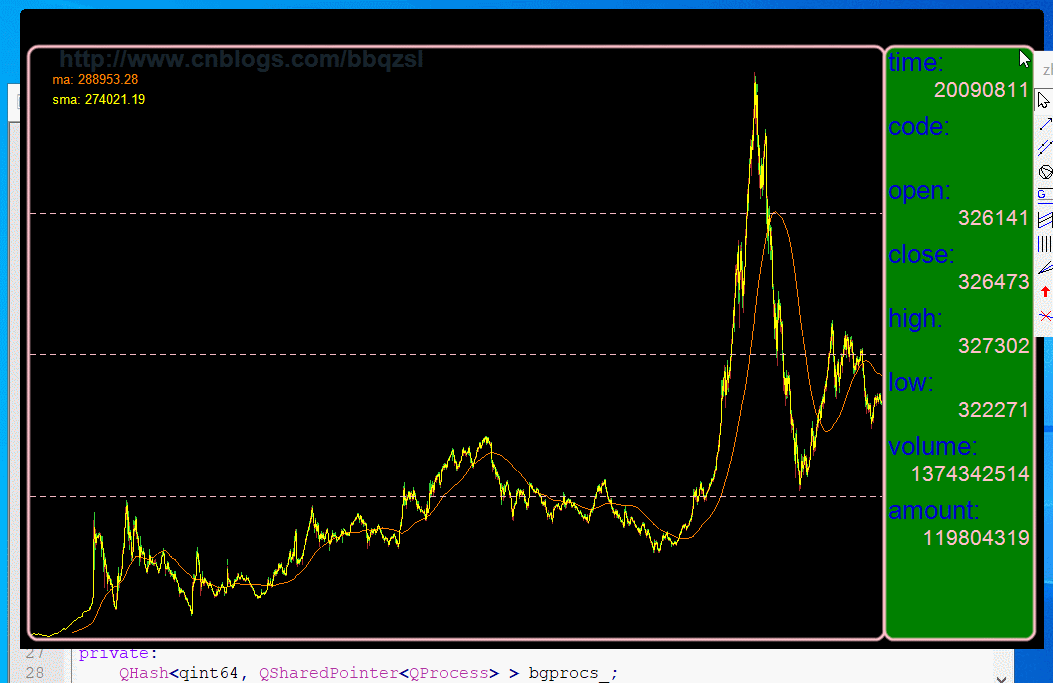 http://www.cnblogs.com/bbqzsl
ma: 288953.28
sma: 274021.19
time:
20090811
code:
open:
326141
close:
326473
high:
327302
low:
322271
volume:
1374342514
amount:
119804319
G
27 private:
28 QHash<qint64, QSharedPointer<QProcess> > bgprocs_;